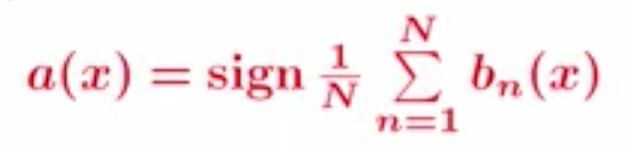 a(x) = sign 1/N ∑_{n=1}^{N} b_n(x)